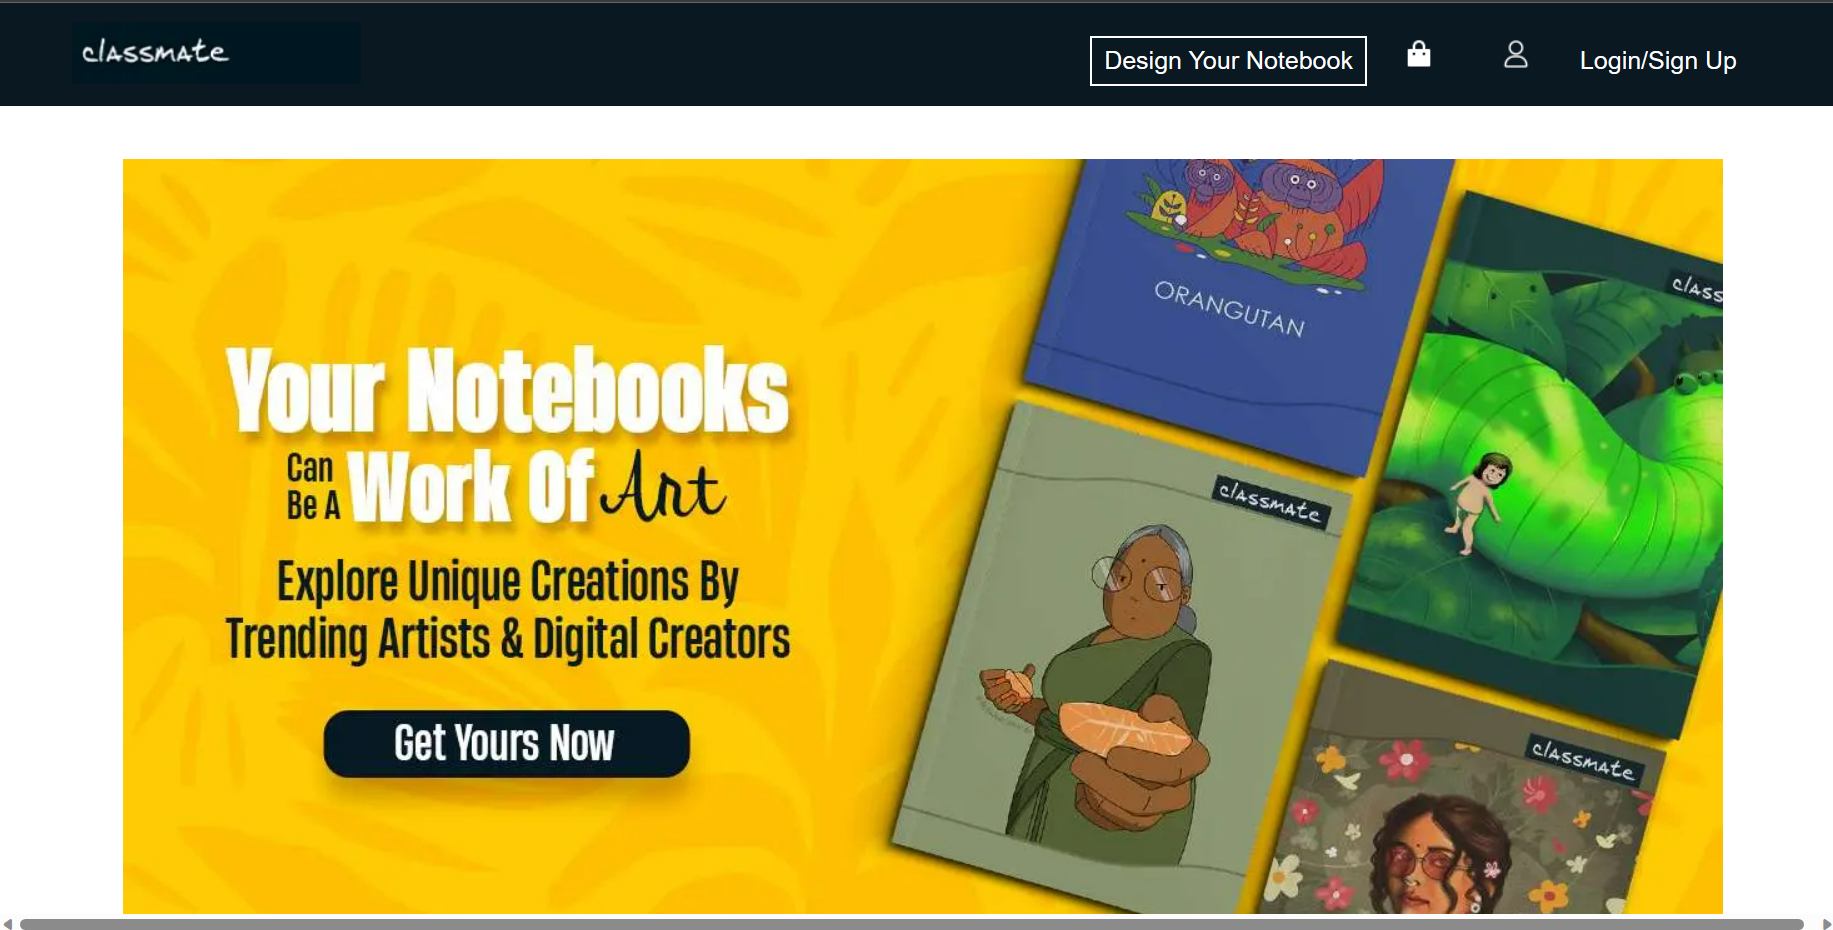 classmate
Design Your Notebook
Login/Sign Up
Your Notebooks
Can
Be A
Work Of Art
Explore Unique Creations By
Trending Artists & Digital Creators
Get Yours Now
ORANGUTAN
class
classmate
classmate